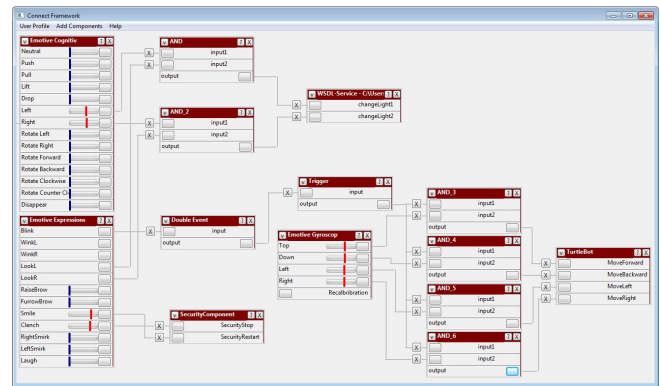 Connect Framework
User Profile Add Components Help
Emotive Cognitiv ? X
Neutral
Push
Pull
Lift
Drop
Left
Right
Rotate Left
Rotate Right
Rotate Forward
Rotate Backward
Rotate Clockwise
Rotate Counter Cl
Disappear
Emotive Expressions ? X
Blink
WinkL
WinkR
LookL
LookR
RaiseBrow
FurrowBrow
Smile
Clench
RightSmirk
LeftSmirk
Laugh
AND ? X
X input1
X input2
output
AND_2 ? X
X input1
X input2
output
WSDL-Service - C:\User: ? X
X changeLight1
X changeLight2
Double Event ? X
X input
output
Trigger ? X
X input
output
Emotive Gyroscop ? X
Top
Down
Left
Right
Recalbribration
SecurityComponent ? X
X SecurityStop
X SecurityRestart
AND_3 ? X
X input1
X input2
output
AND_4 ? X
X input1
X input2
output
AND_5 ? X
X input1
X input2
output
AND_6 ? X
X input1
X input2
output
TurtleBot ? X
X MoveForward
X MoveBackward
X MoveLeft
X MoveRight